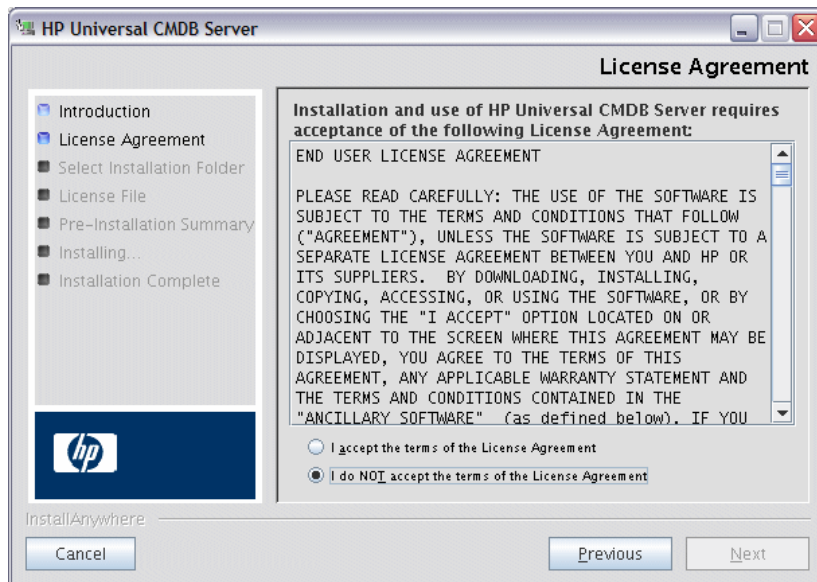 HP Universal CMDB Server
License Agreement
Introduction
License Agreement
Select Installation Folder
License File
Pre-Installation Summary
Installing...
Installation Complete
Installation and use of HP Universal CMDB Server requires
acceptance of the following License Agreement:
END USER LICENSE AGREEMENT
PLEASE READ CAREFULLY: THE USE OF THE SOFTWARE IS
SUBJECT TO THE TERMS AND CONDITIONS THAT FOLLOW
("AGREEMENT"), UNLESS THE SOFTWARE IS SUBJECT TO A
SEPARATE LICENSE AGREEMENT BETWEEN YOU AND HP OR
ITS SUPPLIERS.  BY DOWNLOADING, INSTALLING,
COPYING, ACCESSING, OR USING THE SOFTWARE, OR BY
CHOOSING THE "I ACCEPT" OPTION LOCATED ON OR
ADJACENT TO THE SCREEN WHERE THIS AGREEMENT MAY BE
DISPLAYED, YOU AGREE TO THE TERMS OF THIS
AGREEMENT, ANY APPLICABLE WARRANTY STATEMENT AND
THE TERMS AND CONDITIONS CONTAINED IN THE
"ANCILLARY SOFTWARE"  (as defined below). IF YOU
I accept the terms of the License Agreement
I do NOT accept the terms of the License Agreement
hp
InstallAnywhere
Cancel
Previous
Next